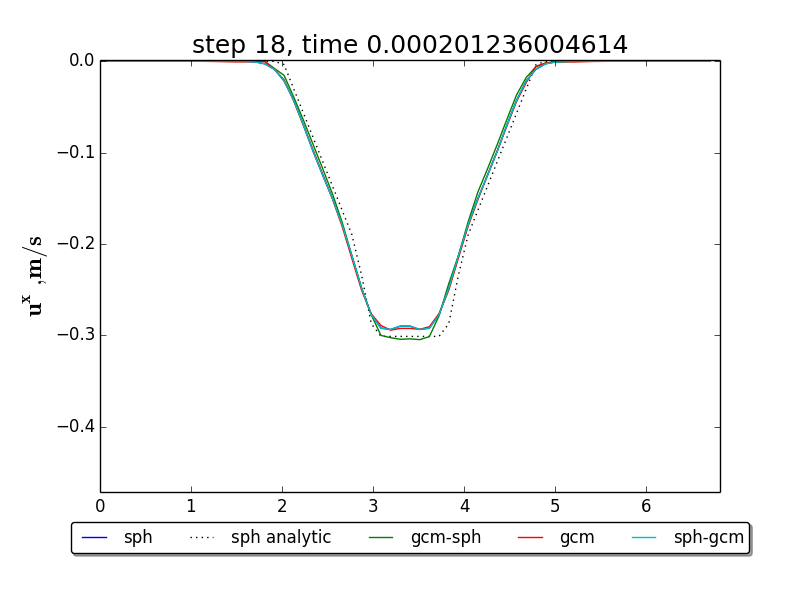 step 18, time 0.000201236004614
0.0
−0.1
−0.2
−0.3
−0.4
u^x ,m/s
0 1 2 3 4 5 6
sph sph analytic gcm-sph gcm sph-gcm